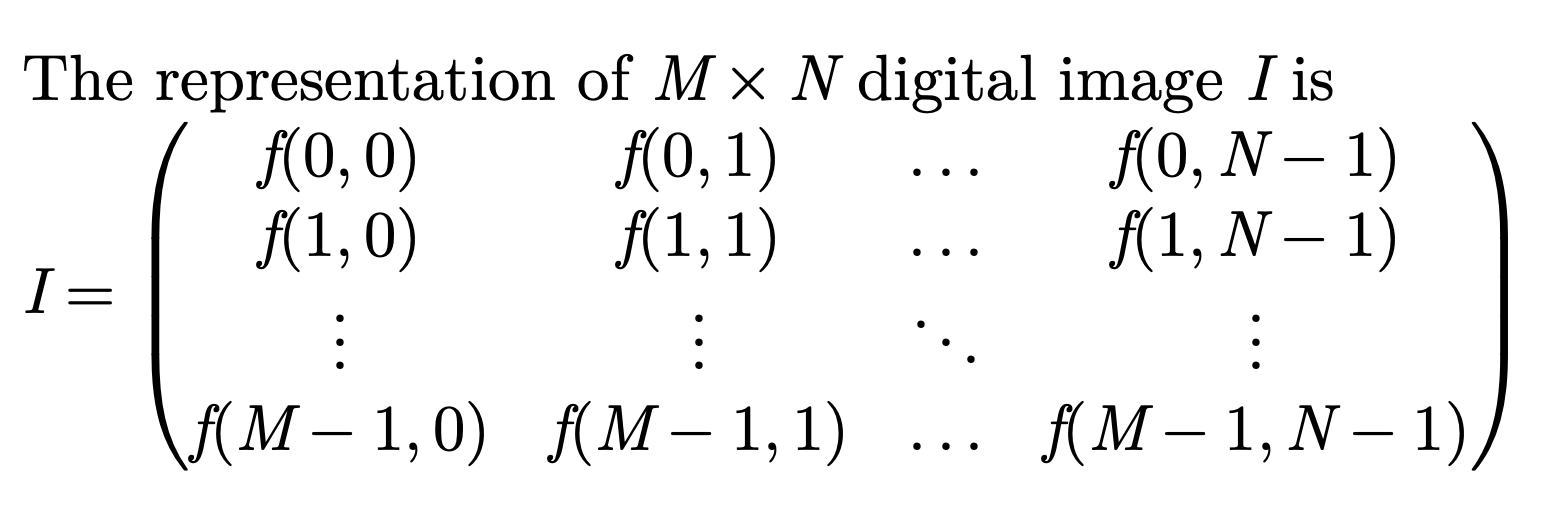 The representation of M × N digital image I is
I = ( f(0, 0) f(0, 1) … f(0, N − 1)
f(1, 0) f(1, 1) … f(1, N − 1)
⋮ ⋮ ⋱ ⋮
f(M − 1, 0) f(M − 1, 1) … f(M − 1, N − 1) )